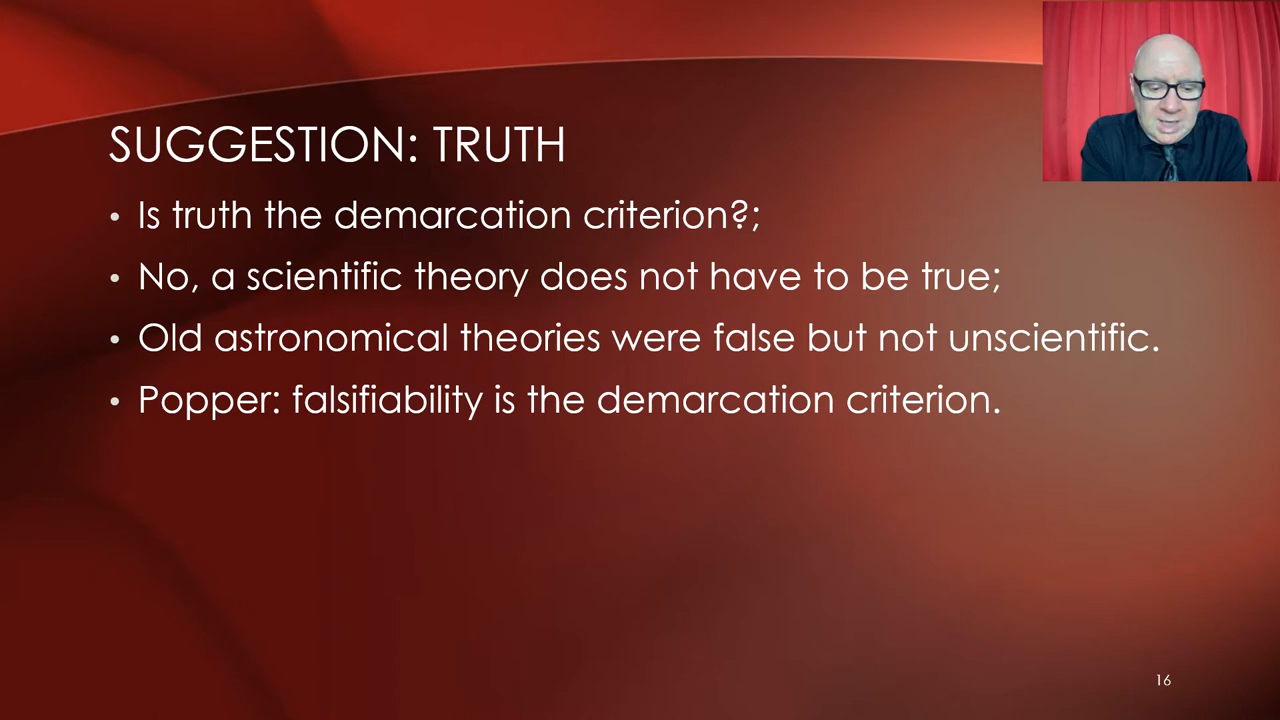 SUGGESTION: TRUTH
• Is truth the demarcation criterion?;
• No, a scientific theory does not have to be true;
• Old astronomical theories were false but not unscientific.
• Popper: falsifiability is the demarcation criterion.
16